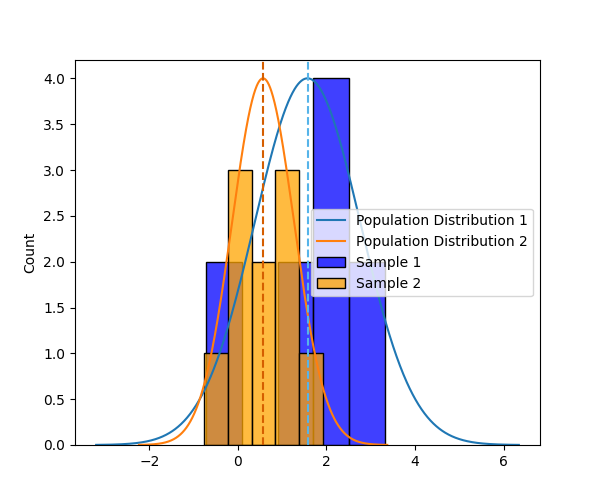 4.0
3.5
3.0
2.5
2.0
1.5
1.0
0.5
0.0
Count
Population Distribution 1
Population Distribution 2
Sample 1
Sample 2
−2 0 2 4 6